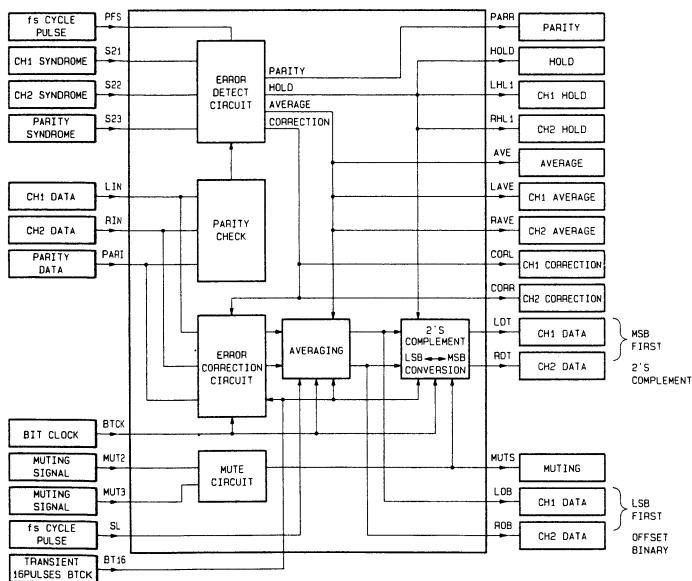 fs CYCLE
PULSE
PFS
CH1 SYNDROME
S21
CH2 SYNDROME
S22
PARITY
SYNDROME
S23
CH1 DATA
LIN
CH2 DATA
RIN
PARITY
DATA
PARI
BIT CLOCK
BTCK
MUTING
SIGNAL
MUT2
MUTING
SIGNAL
MUT3
fs CYCLE
PULSE
SL
TRANSIENT
16PULSES BTCK
BT16
ERROR
DETECT
CIRCUIT
PARITY
HOLD
AVERAGE
CORRECTION
PARITY
CHECK
ERROR
CORRECTION
CIRCUIT
AVERAGING
2'S
COMPLEMENT
LSB MSB
CONVERSION
MUTE
CIRCUIT
PARR
PARITY
HOLD
HOLD
LHL1
CH1 HOLD
RHL1
CH2 HOLD
AVE
AVERAGE
LAVE
CH1 AVERAGE
RAVE
CH2 AVERAGE
CORL
CH1 CORRECTION
CORR
CH2 CORRECTION
LDT
CH1 DATA
RDT
CH2 DATA
MSB
FIRST
2'S
COMPLEMENT
MUTS
MUTING
LOB
CH1 DATA
ROB
CH2 DATA
LSB
FIRST
OFFSET
BINARY